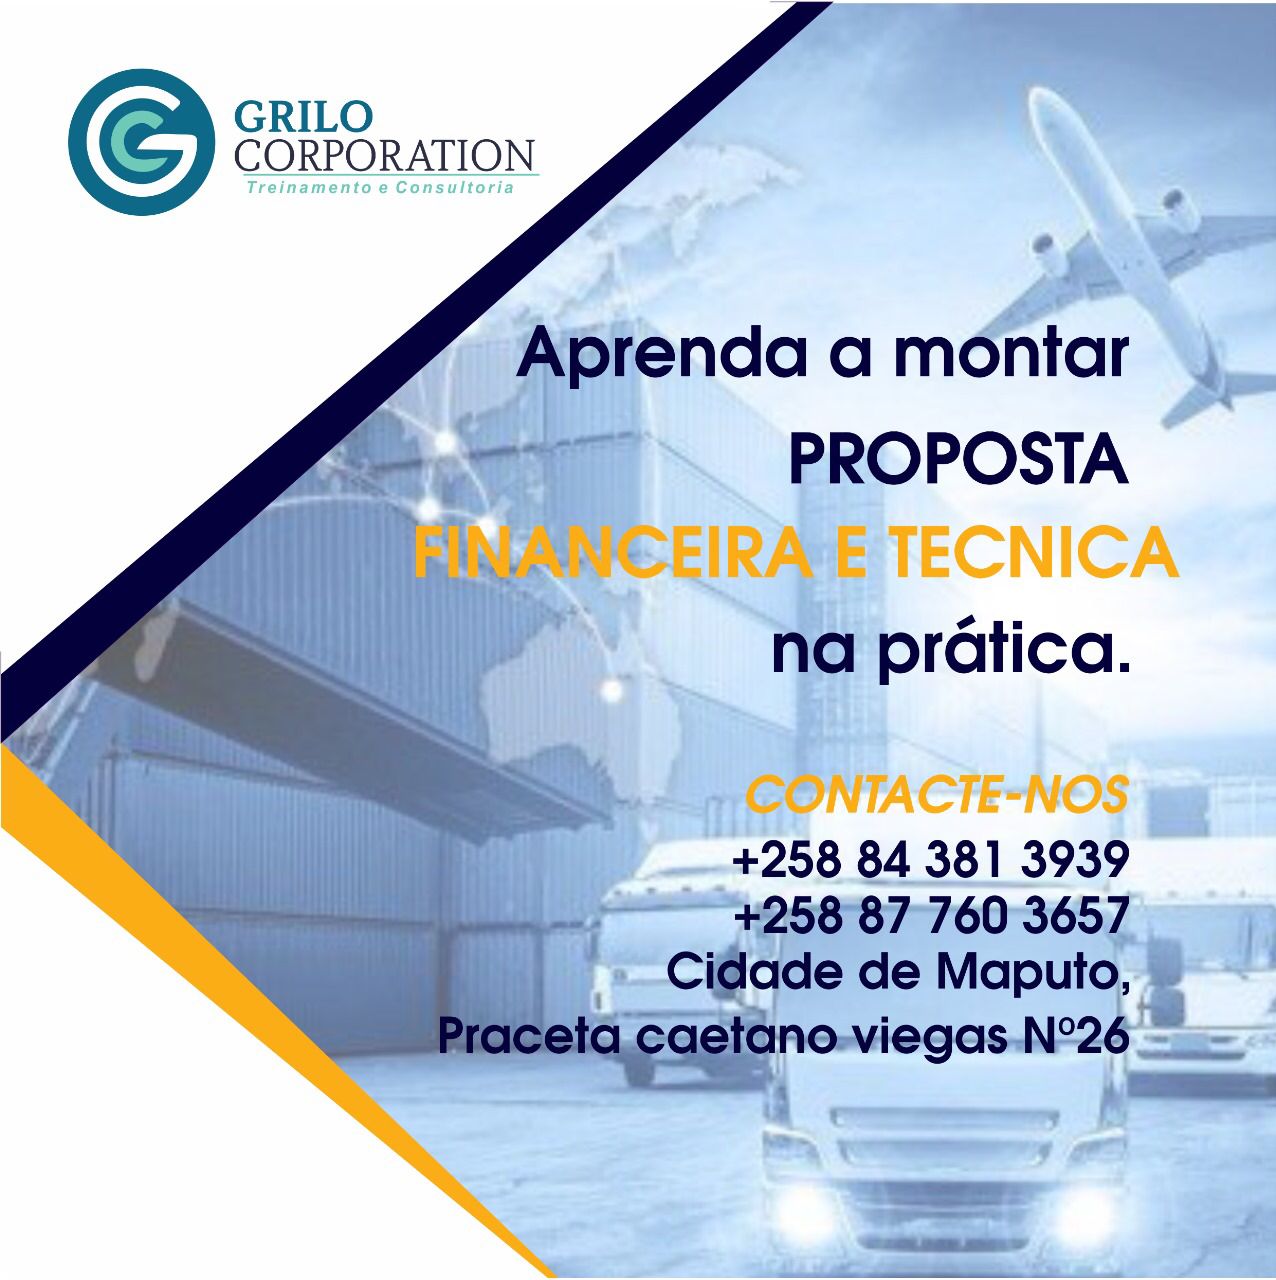 GRILO
CORPORATION
Treinamento e Consultoria
Aprenda a montar
PROPOSTA
FINANCEIRA E TECNICA
na prática.
CONTACTE-NOS
+258 84 381 3939
+258 87 760 3657
Cidade de Maputo,
Praceta caetano viegas Nº26